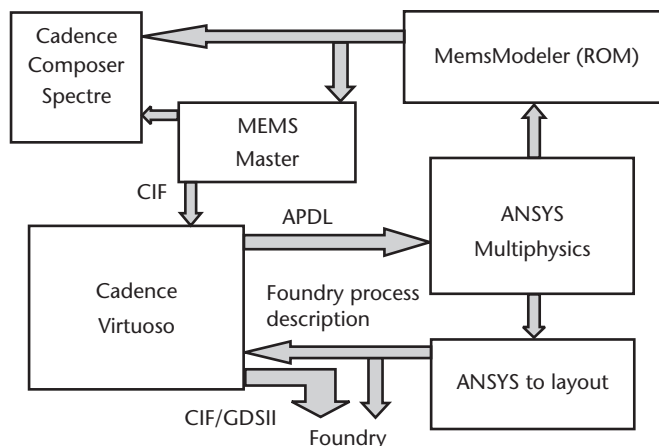 Cadence
Composer
Spectre
MemsModeler (ROM)
MEMS
Master
CIF
APDL
ANSYS
Multiphysics
Cadence
Virtuoso
Foundry process
description
ANSYS to layout
CIF/GDSII
Foundry